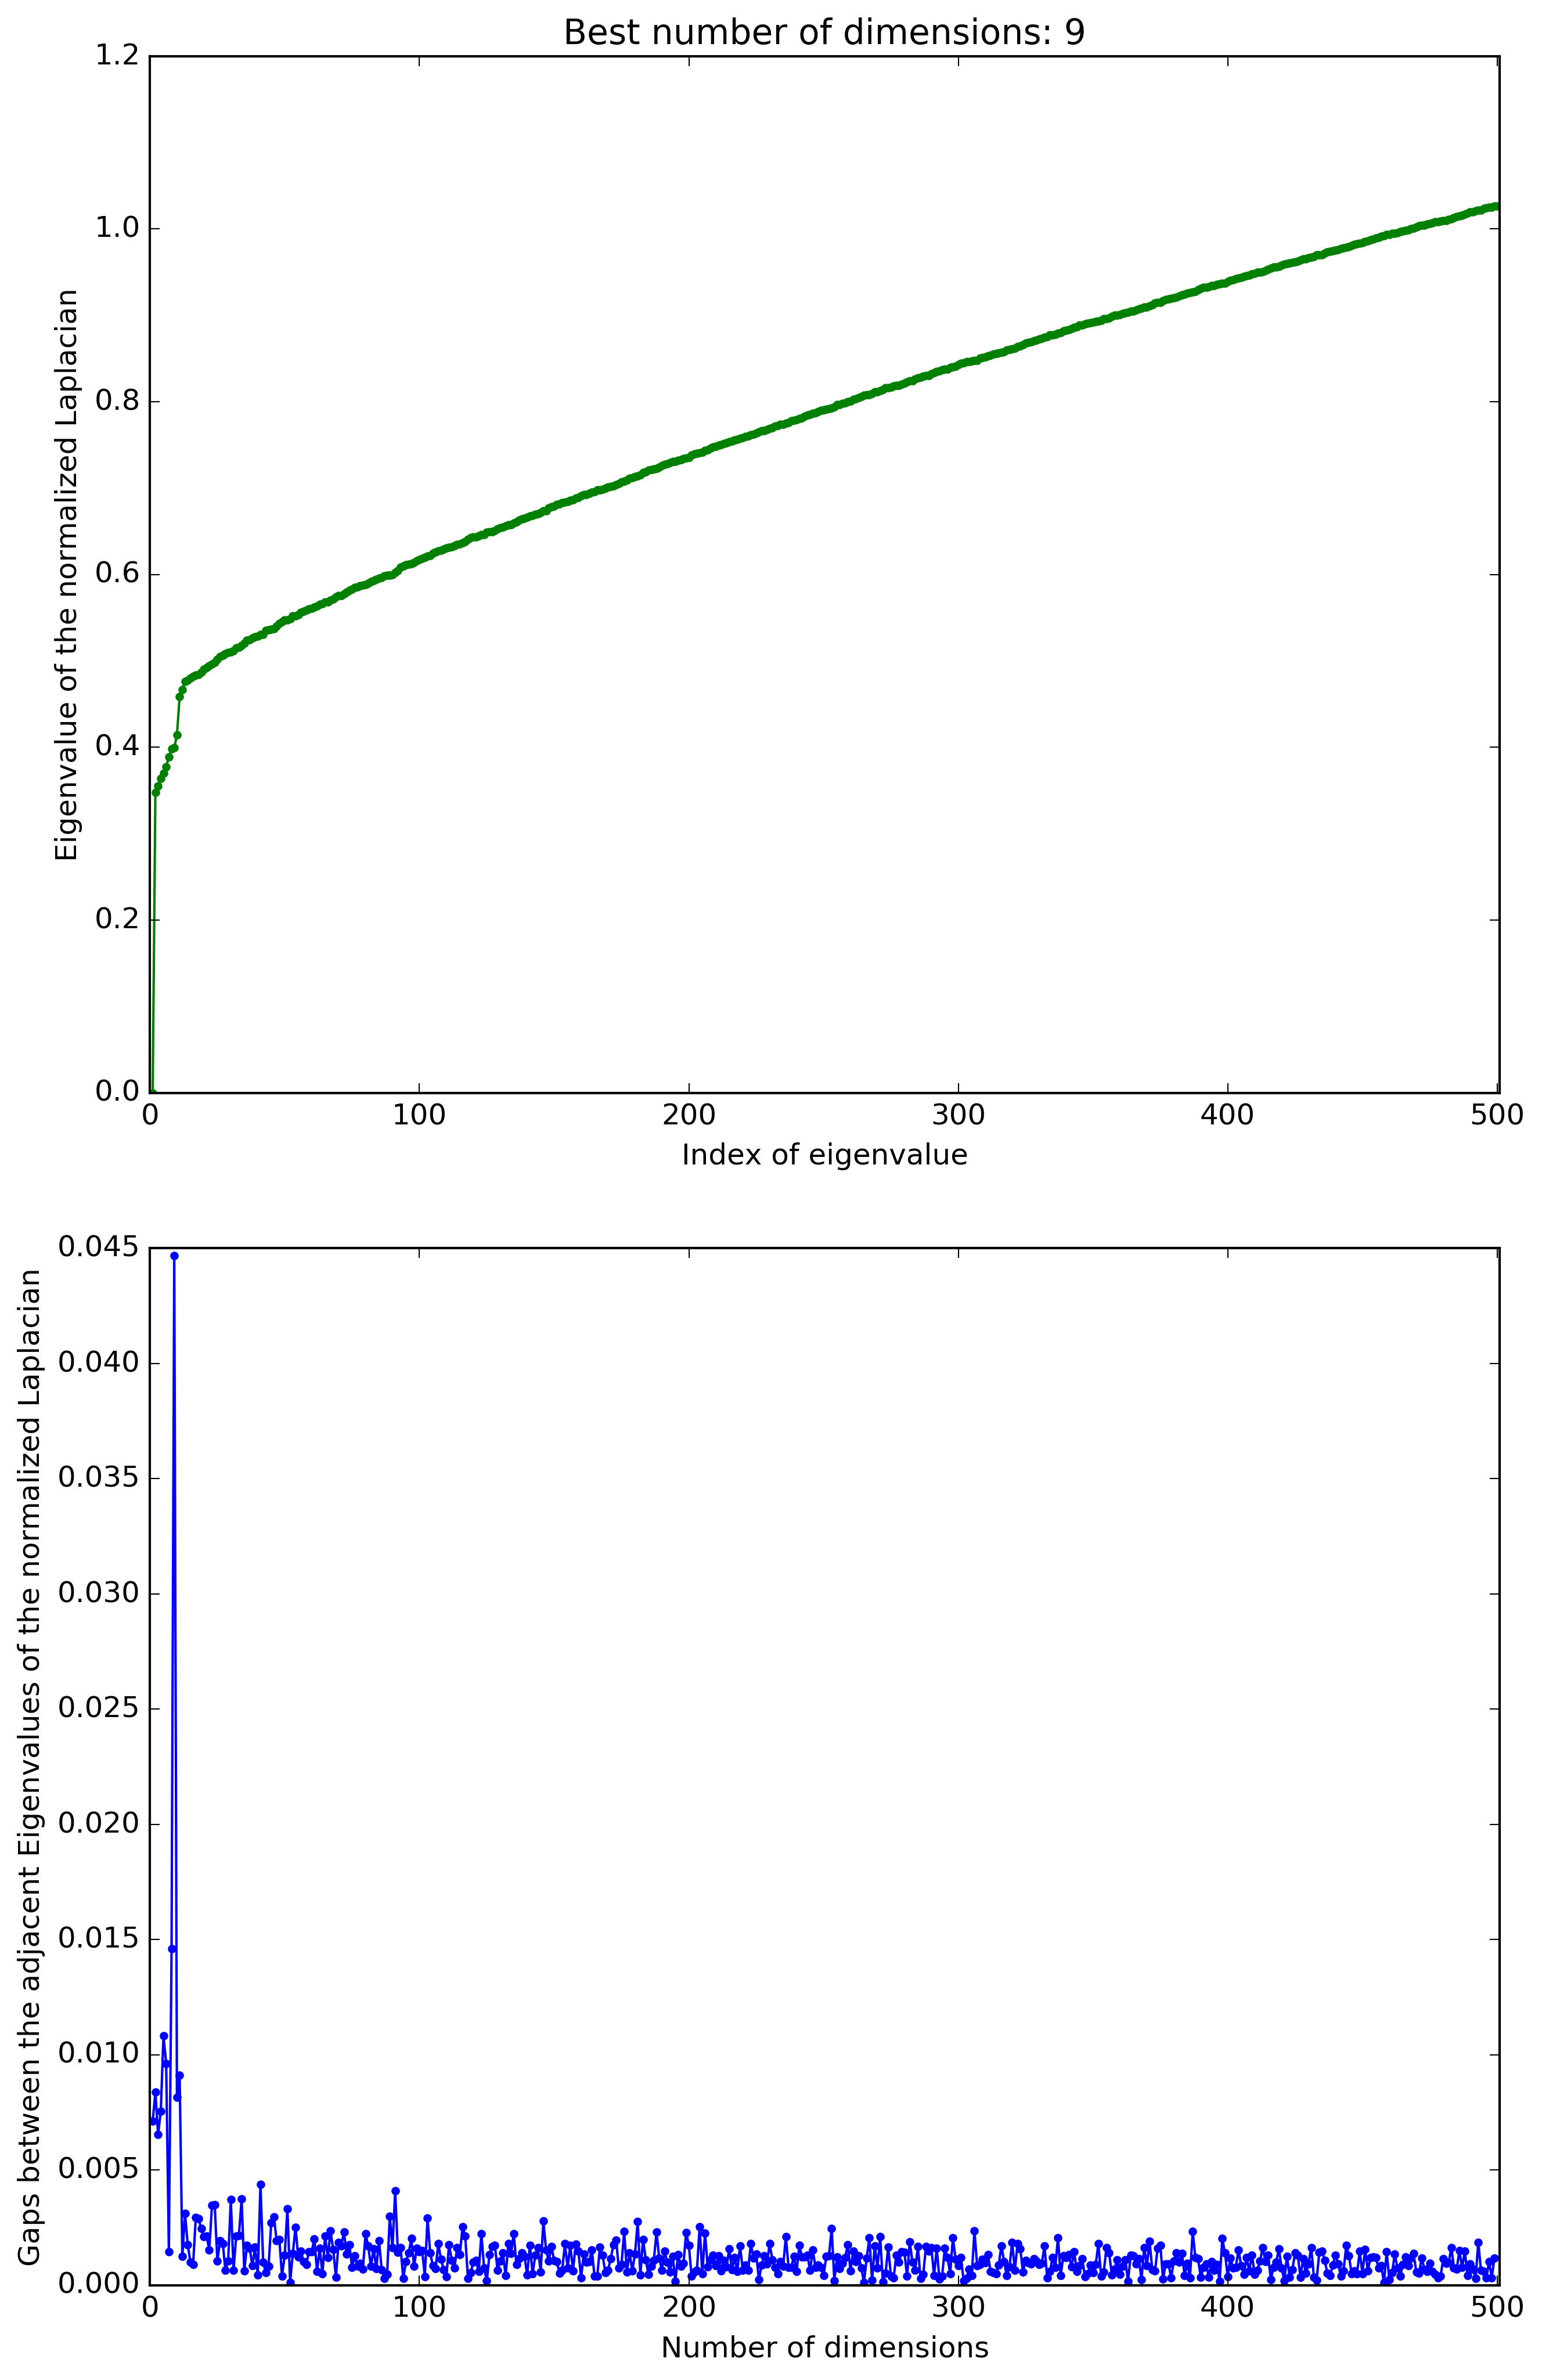 Best number of dimensions: 9
1.2
1.0
0.8
0.6
0.4
0.2
0.0
Eigenvalue of the normalized Laplacian
0 100 200 300 400 500
Index of eigenvalue
0.045
0.040
0.035
0.030
0.025
0.020
0.015
0.010
0.005
0.000
Gaps between the adjacent Eigenvalues of the normalized Laplacian
0 100 200 300 400 500
Number of dimensions